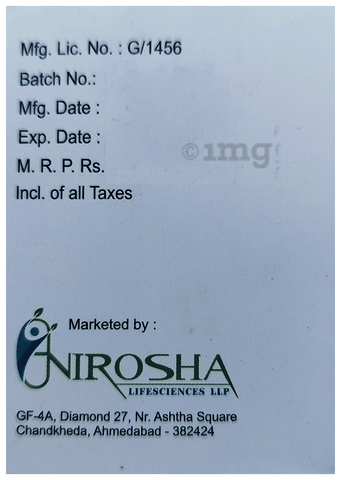 Mfg. Lic. No. : G/1456
Batch No.:
Mfg. Date :
Exp. Date :
©1mg
M. R. P. Rs.
Incl. of all Taxes
Marketed by :
NIROSHA
LIFESCIENCES LLP
GF-4A, Diamond 27, Nr. Ashtha Square
Chandkheda, Ahmedabad - 382424